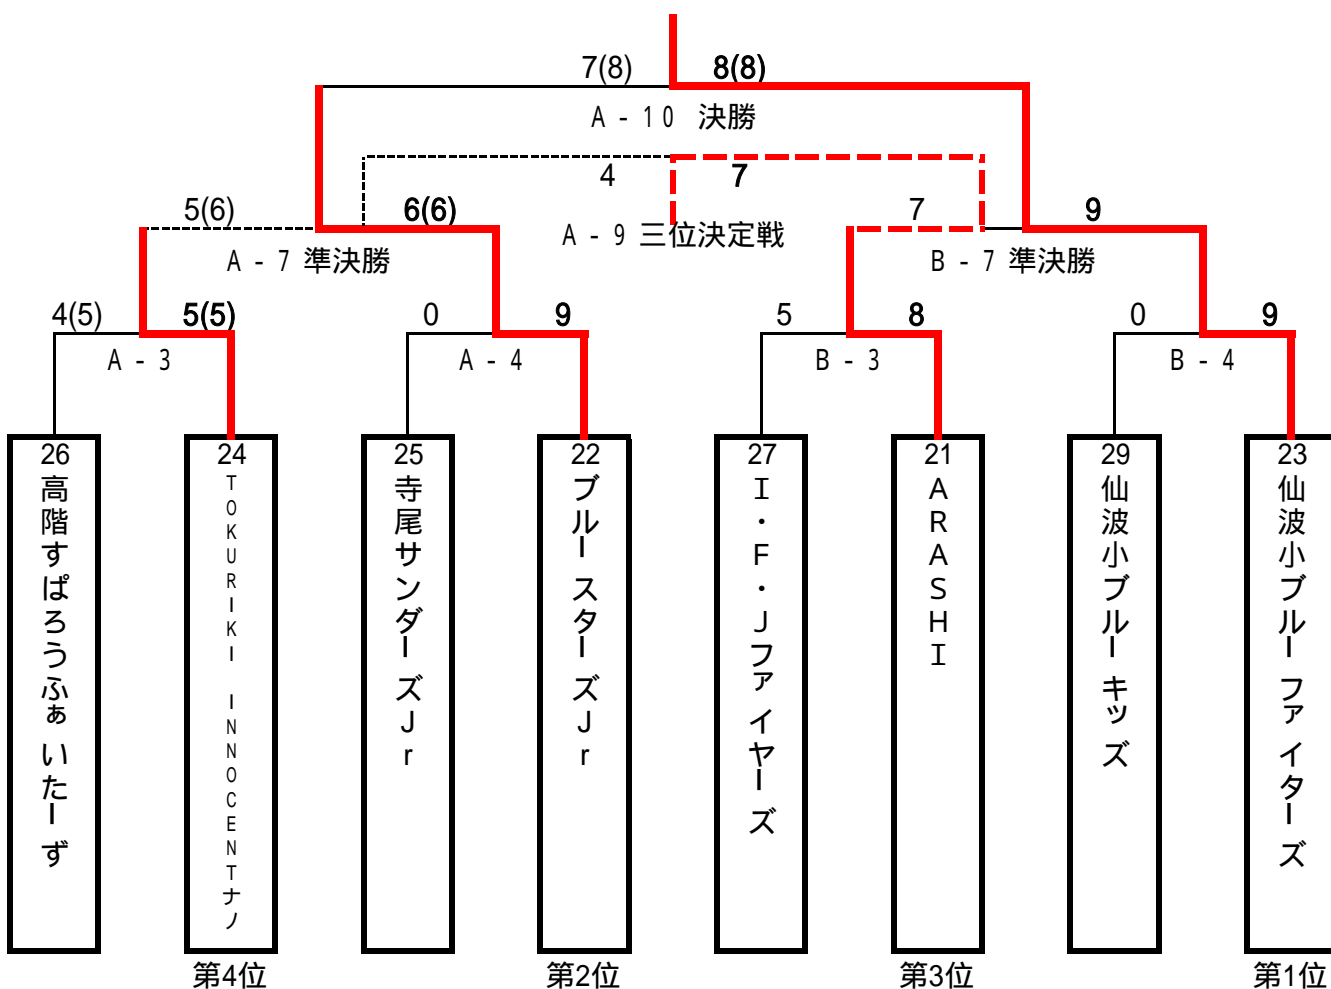 7(8) 8(8)
A - 10 決勝
4 7
5(6) 6(6) 7 9
A - 9 三位決定戦
A - 7 準決勝 B - 7 準決勝
4(5) 5(5) 0 9 5 8 0 9
A - 3 A - 4 B - 3 B - 4
26 24 25 22 27 21 29 23
高階すぱろうふぁいたーず
TOKURIKI INNOCENTナノ
寺尾サンダーズJr
ブルースターズJr
I・F・Jファイヤーズ
ARASHI
仙波小ブルーキッズ
仙波小ブルーファイターズ
第4位 第2位 第3位 第1位